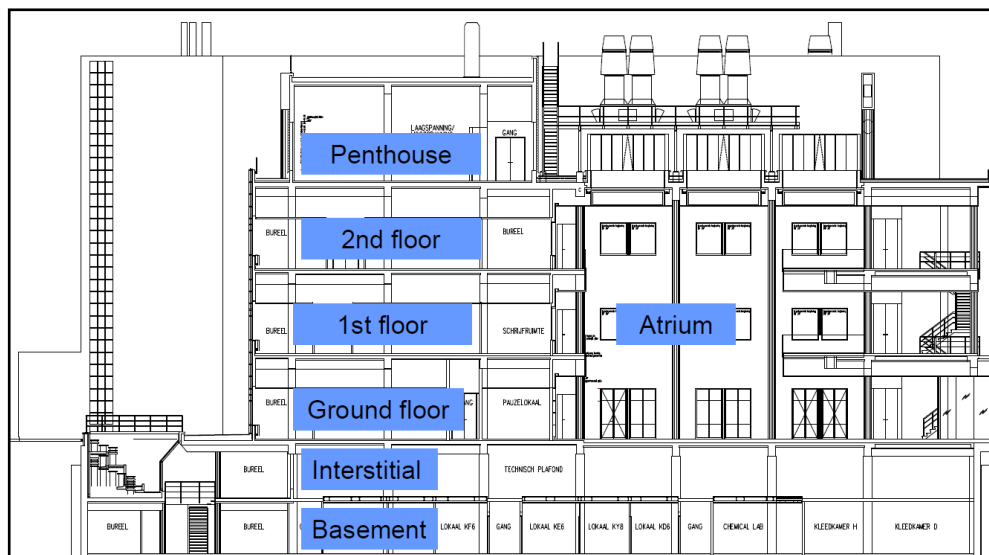 LAAGSPANNING/
GANG
Penthouse
BUREEL
2nd floor
BUREEL
BUREEL
1st floor
SCHRIJFRUIMTE
Atrium
BUREEL
Ground floor
PAUZELOKAAL
BUREEL
Interstitial
TECHNISCH PLAFOND
BUREEL
BUREEL
Basement
LOKAAL KF6
GANG
LOKAAL KE6
LOKAAL KY8
LOKAAL KD6
GANG
CHEMICAL LAB
KLEEDKAMER H
KLEEDKAMER D